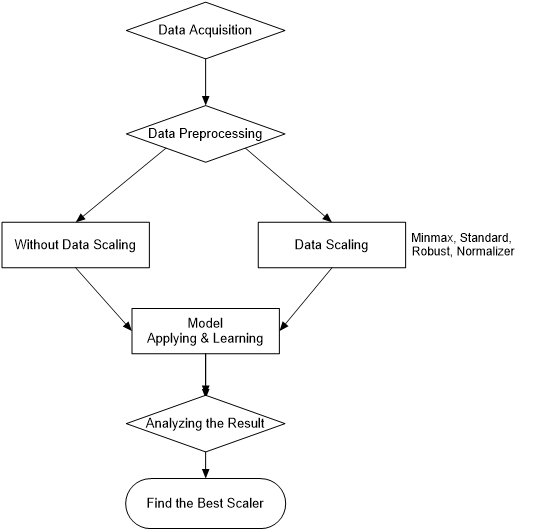 Data Acquisition
Data Preprocessing
Without Data Scaling
Data Scaling
Minmax, Standard,
Robust, Normalizer
Model
Applying & Learning
Analyzing the Result
Find the Best Scaler